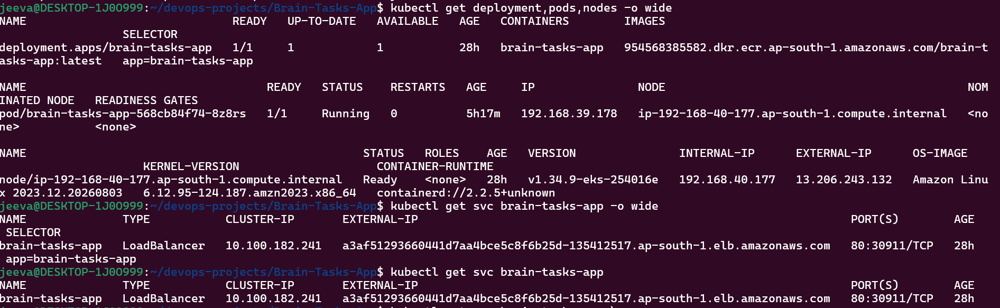 jeeva@DESKTOP-1J0O999:~/devops-projects/Brain-Tasks-App$ kubectl get deployment,pods,nodes -o wide
NAME READY UP-TO-DATE AVAILABLE AGE CONTAINERS IMAGES
SELECTOR
deployment.apps/brain-tasks-app 1/1 1 1 28h brain-tasks-app 954568385582.dkr.ecr.ap-south-1.amazonaws.com/brain-t
asks-app:latest app=brain-tasks-app
NAME READY STATUS RESTARTS AGE IP NODE NOM
INATED NODE READINESS GATES
pod/brain-tasks-app-568cb84f74-8z8rs 1/1 Running 0 5h17m 192.168.39.178 ip-192-168-40-177.ap-south-1.compute.internal <no
ne> <none>
NAME STATUS ROLES AGE VERSION INTERNAL-IP EXTERNAL-IP OS-IMAGE
KERNEL-VERSION CONTAINER-RUNTIME
node/ip-192-168-40-177.ap-south-1.compute.internal Ready <none> 28h v1.34.9-eks-254016e 192.168.40.177 13.206.243.132 Amazon Linu
x 2023.12.20260803 6.12.95-124.187.amzn2023.x86_64 containerd://2.2.5+unknown
jeeva@DESKTOP-1J0O999:~/devops-projects/Brain-Tasks-App$ kubectl get svc brain-tasks-app -o wide
NAME TYPE CLUSTER-IP EXTERNAL-IP PORT(S) AGE
SELECTOR
brain-tasks-app LoadBalancer 10.100.182.241 a3af51293660441d7aa4bce5c8f6b25d-135412517.ap-south-1.elb.amazonaws.com 80:30911/TCP 28h
app=brain-tasks-app
jeeva@DESKTOP-1J0O999:~/devops-projects/Brain-Tasks-App$ kubectl get svc brain-tasks-app
NAME TYPE CLUSTER-IP EXTERNAL-IP PORT(S) AGE
brain-tasks-app LoadBalancer 10.100.182.241 a3af51293660441d7aa4bce5c8f6b25d-135412517.ap-south-1.elb.amazonaws.com 80:30911/TCP 28h